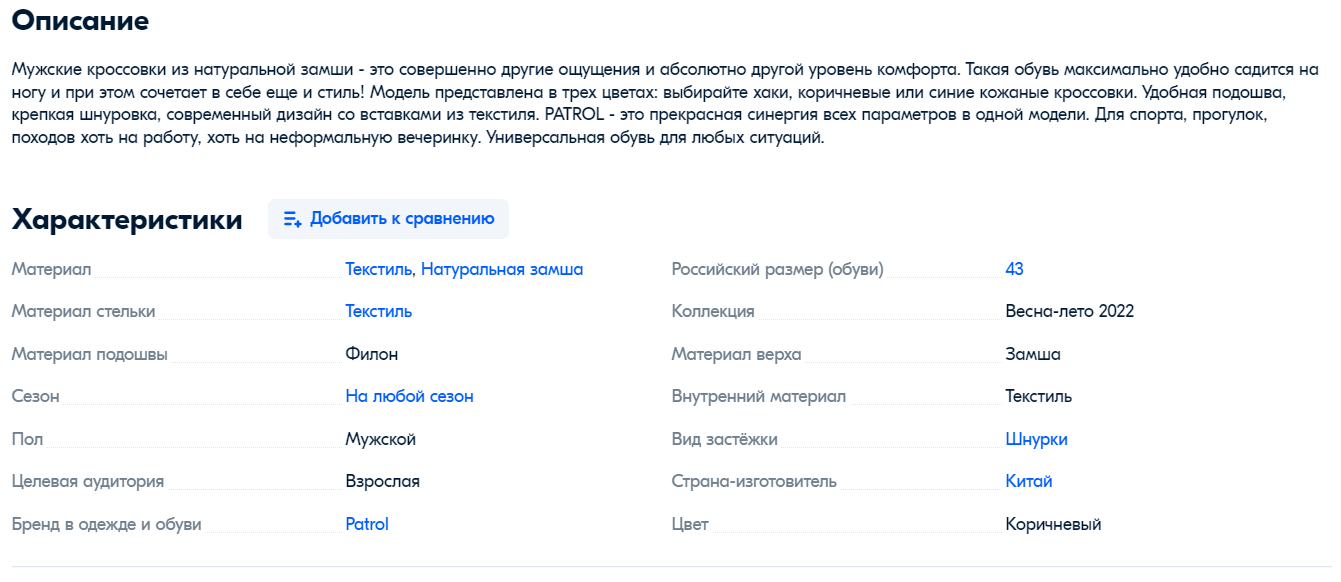 Описание
Мужские кроссовки из натуральной замши - это совершенно другие ощущения и абсолютно другой уровень комфорта. Такая обувь максимально удобно садится на
ногу и при этом сочетает в себе еще и стиль! Модель представлена в трех цветах: выбирайте хаки, коричневые или синие кожаные кроссовки. Удобная подошва,
крепкая шнуровка, современный дизайн со вставками из текстиля. PATROL - это прекрасная синергия всех параметров в одной модели. Для спорта, прогулок,
походов хоть на работу, хоть на неформальную вечеринку. Универсальная обувь для любых ситуаций.
Характеристики Добавить к сравнению
Материал Текстиль, Натуральная замша Российский размер (обуви) 43
Материал стельки Текстиль Коллекция Весна-лето 2022
Материал подошвы Филон Материал верха Замша
Сезон На любой сезон Внутренний материал Текстиль
Пол Мужской Вид застёжки Шнурки
Целевая аудитория Взрослая Страна-изготовитель Китай
Бренд в одежде и обуви Patrol Цвет Коричневый